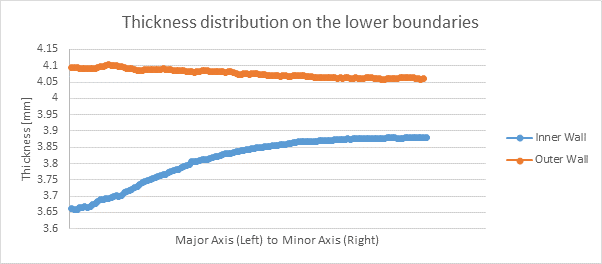 Thickness distribution on the lower boundaries
4.15
4.1
4.05
4
3.95
3.9
3.85
3.8
3.75
3.7
3.65
3.6
Thickness [mm]
Major Axis (Left) to Minor Axis (Right)
Inner Wall
Outer Wall